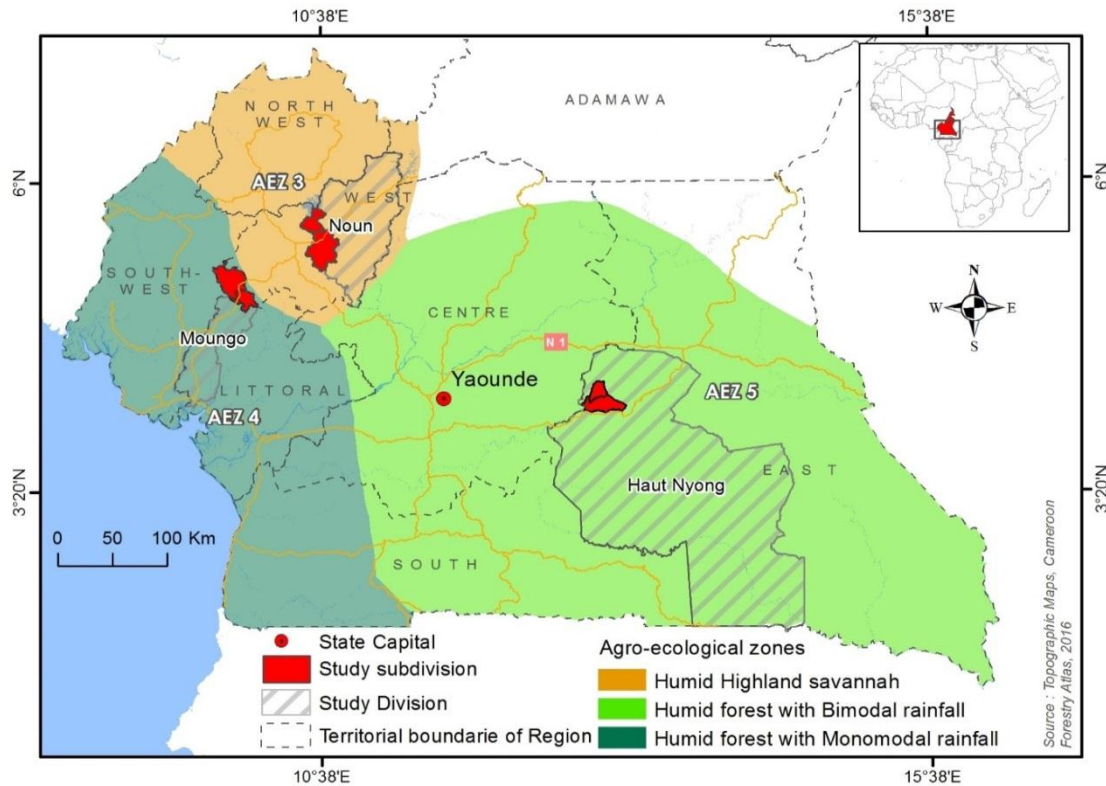 10°38'E
15°38'E
NORTH
WEST
ADAMAWA
AEZ 3
6°N
6°N
WEST
Noun
SOUTH-
WEST
CENTRE
N
W
E
S
N 1
Moungo
Yaounde
LITTORAL
AEZ 5
AEZ 4
EAST
3°20'N
3°20'N
Haut Nyong
0
50
100 Km
SOUTH
State Capital
Study subdivision
Study Division
Territorial boundarie of Region
Agro-ecological zones
Humid Highland savannah
Humid forest with Bimodal rainfall
Humid forest with Monomodal rainfall
Source : Topographic Maps, Cameroon
Forestry Atlas, 2016
10°38'E
15°38'E